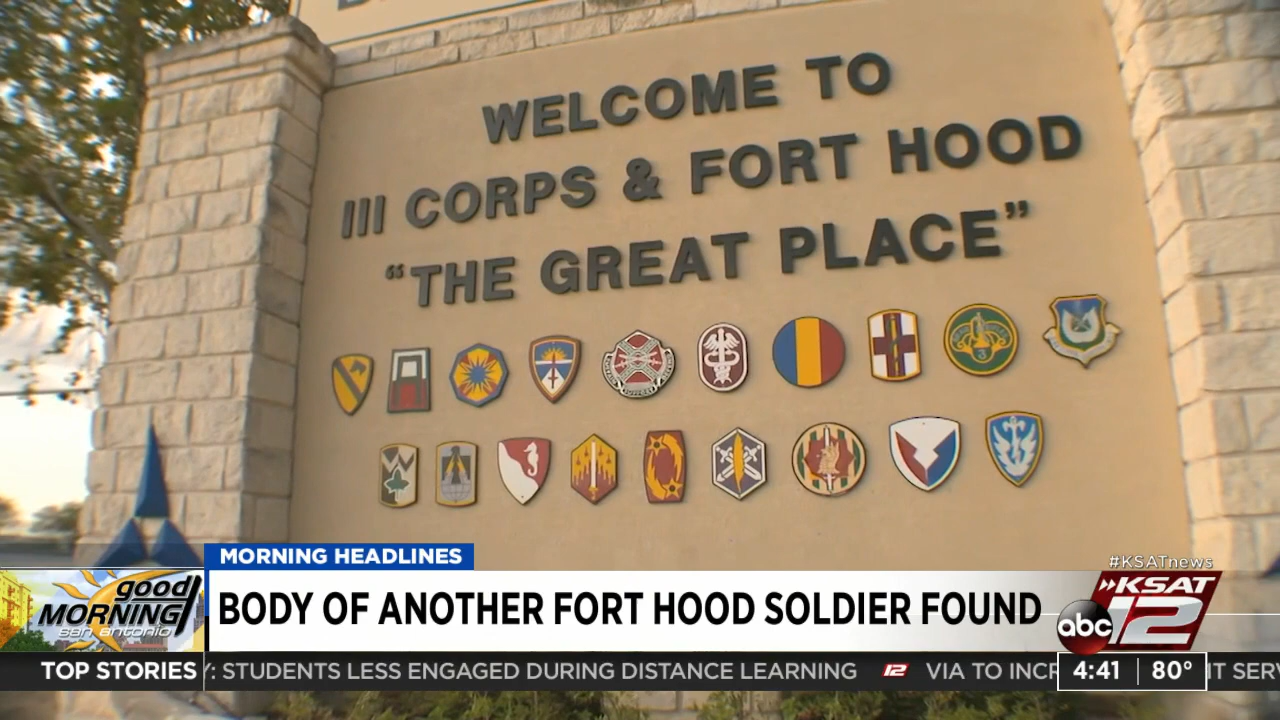 WELCOME TO
III CORPS & FORT HOOD
"THE GREAT PLACE"
MORNING HEADLINES
#KSATnews
good
MORNING
san antonio
BODY OF ANOTHER FORT HOOD SOLDIER FOUND
abc
KSAT
12
TOP STORIES
: STUDENTS LESS ENGAGED DURING DISTANCE LEARNING 12 VIA TO INCR
4:41 80°